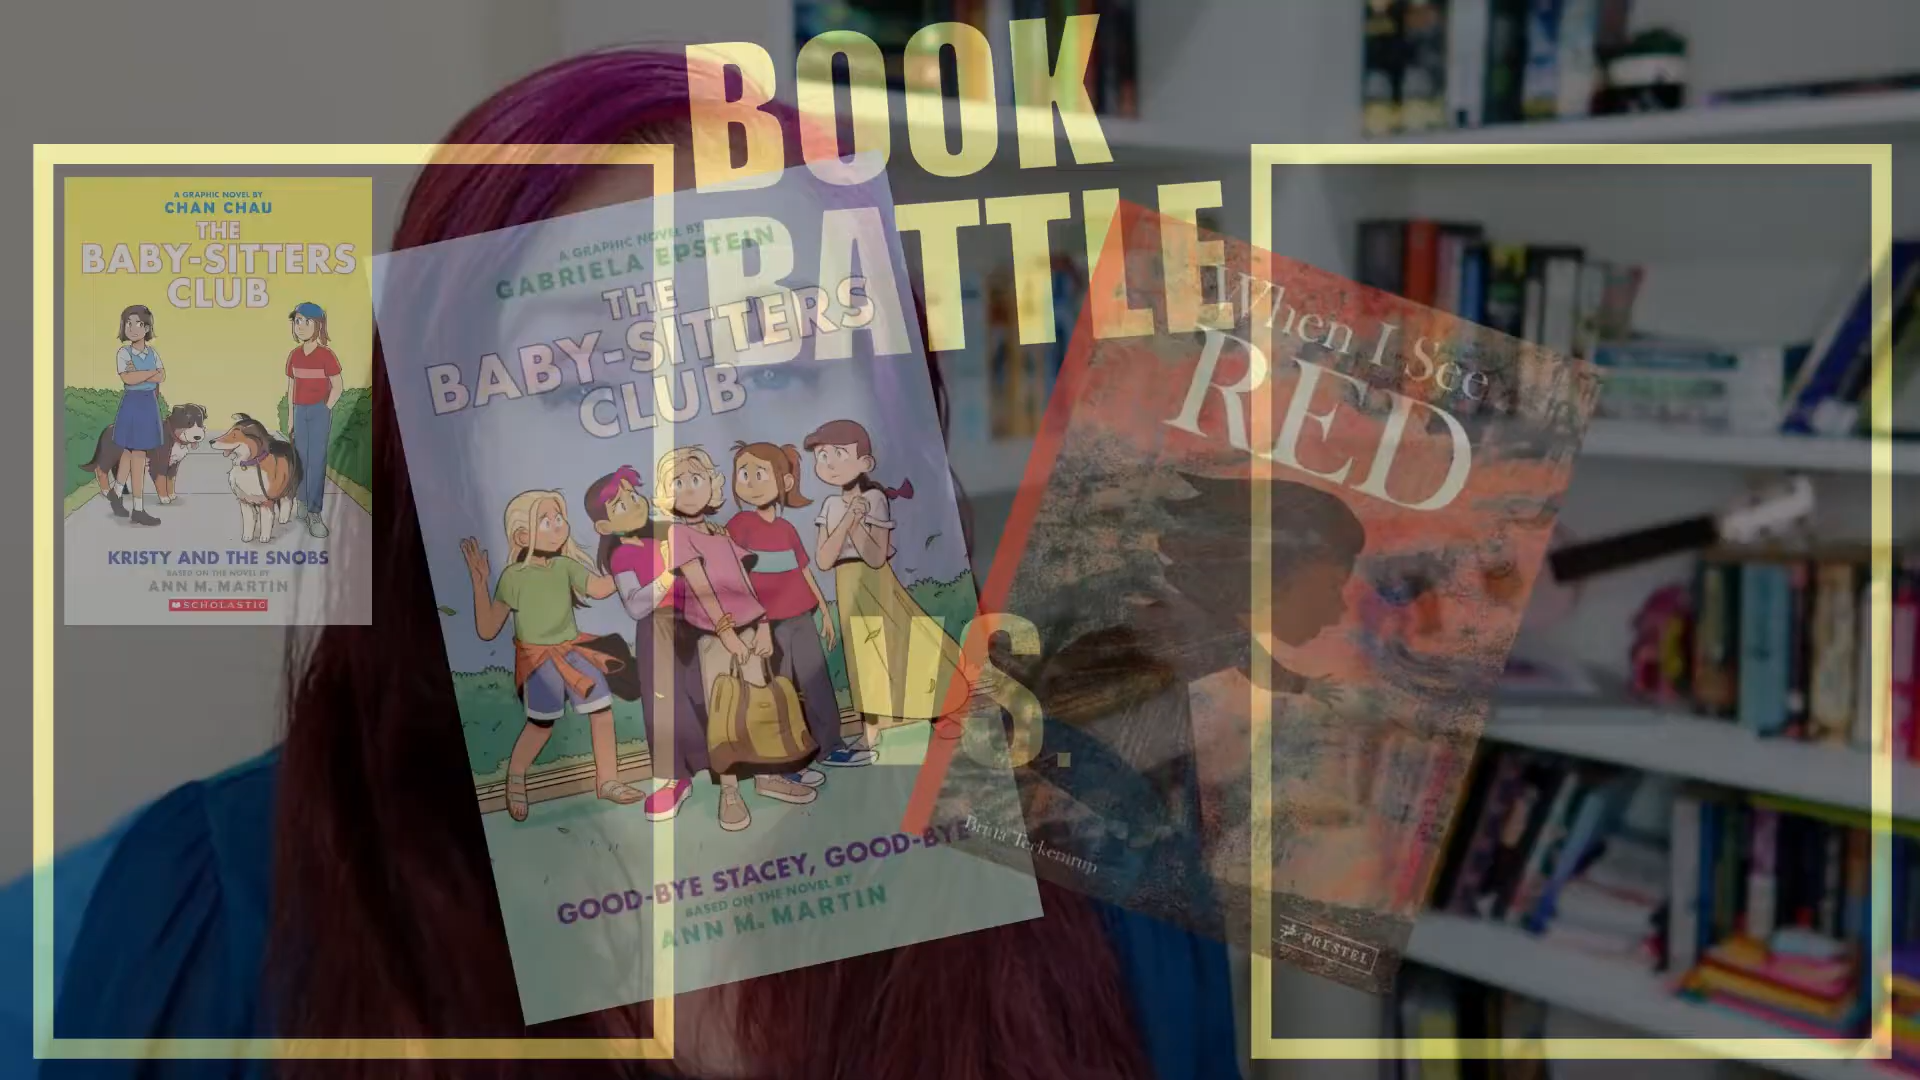 BOOK
BATTLE
VS.
A GRAPHIC NOVEL BY
CHAN CHAU
THE
BABY-SITTERS
CLUB
KRISTY AND THE SNOBS
BASED ON THE NOVEL BY
ANN M. MARTIN
SCHOLASTIC
A GRAPHIC NOVEL BY
GABRIELA EPSTEIN
THE
BABY-SITTERS
CLUB
GOOD-BYE STACEY, GOOD-BYE
BASED ON THE NOVEL BY
ANN M. MARTIN
When I See
RED
Britta Teckentrup
PRESTEL